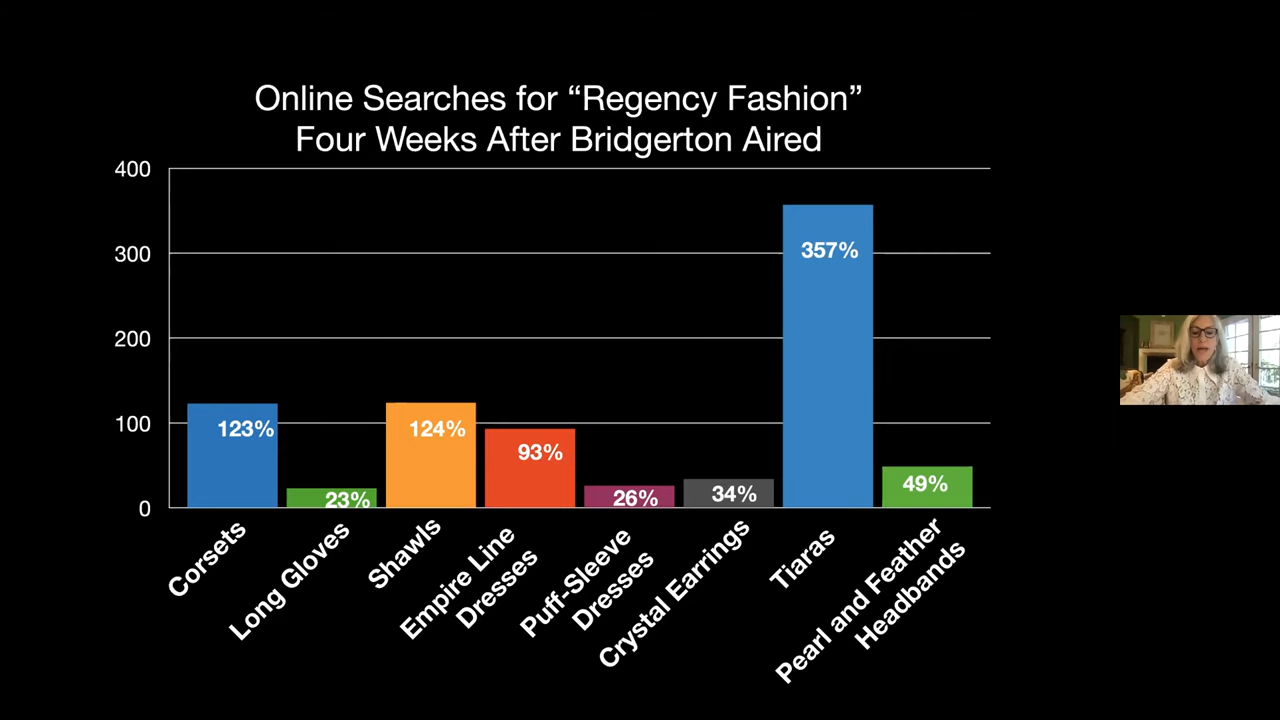 Online Searches for “Regency Fashion”
Four Weeks After Bridgerton Aired
400
300
200
100
0
123%
23%
124%
93%
26%
34%
357%
49%
Corsets
Long Gloves
Shawls
Empire Line
Dresses
Puff-Sleeve
Dresses
Crystal Earrings
Tiaras
Pearl and Feather
Headbands